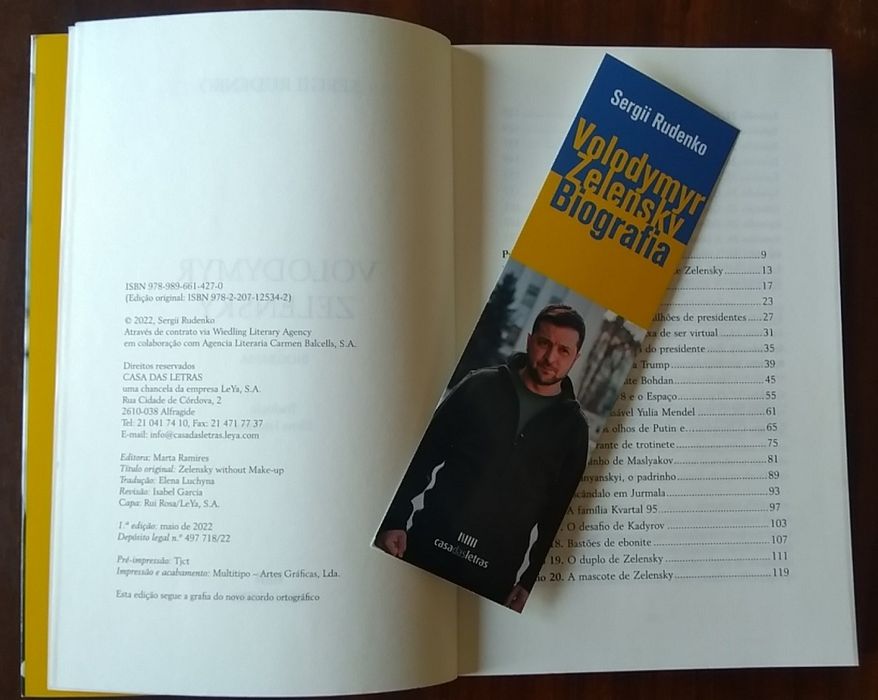 ISBN 978-989-661-427-0
(Edição original: ISBN 978-2-207-12534-2)
© 2022, Sergii Rudenko
Através de contrato via Wiedling Literary Agency
em colaboração com Agencia Literaria Carmen Balcells, S.A.
Direitos reservados
CASA DAS LETRAS
uma chancela da empresa LeYa, S.A.
Rua Cidade de Córdova, 2
2610-038 Alfragide
Tel: 21 041 74 10, Fax: 21 471 77 37
E-mail: info@casadasletras.leya.com
Editora: Marta Ramires
Título original: Zelensky without Make-up
Tradução: Elena Luchyna
Revisão: Isabel Garcia
Capa: Rui Rosa/LeYa, S.A.
1.ª edição: maio de 2022
Depósito legal n.º 497 718/22
Pré-impressão: Tjct
Impressão e acabamento: Multitipo – Artes Gráficas, Lda.
Esta edição segue a grafia do novo acordo ortográfico
Sergii Rudenko
Volodymyr
Zelensky
Biografia
casadasletras
9
de Zelensky 13
17
23
de presidentes 27
de ser virtual 31
do presidente 35
Trump 39
Bohdan 45
8 e o Espaço 55
Yulia Mendel 61
olhos de Putin e 65
de trotinete 75
de Maslyakov 81
o padrinho 89
em Jurmala 93
A família Kvartal 95 97
O desafio de Kadyrov 103
18. Bastões de ebonite 107
19. O duplo de Zelensky 111
20. A mascote de Zelensky 119